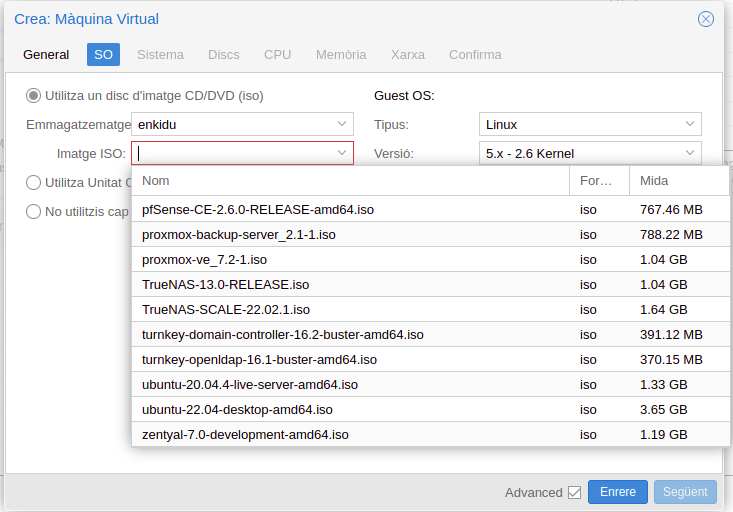 Crea: Màquina Virtual
General SO Sistema Discs CPU Memòria Xarxa Confirma
Utilitza un disc d'imatge CD/DVD (iso) Guest OS:
Emmagatzematge enkidu Tipus: Linux
Imatge ISO: Versió: 5.x - 2.6 Kernel
Utilitza Unitat
No utilitzis cap
Nom For… Mida
pfSense-CE-2.6.0-RELEASE-amd64.iso iso 767.46 MB
proxmox-backup-server_2.1-1.iso iso 788.22 MB
proxmox-ve_7.2-1.iso iso 1.04 GB
TrueNAS-13.0-RELEASE.iso iso 1.04 GB
TrueNAS-SCALE-22.02.1.iso iso 1.64 GB
turnkey-domain-controller-16.2-buster-amd64.iso iso 391.12 MB
turnkey-openldap-16.1-buster-amd64.iso iso 370.15 MB
ubuntu-20.04.4-live-server-amd64.iso iso 1.33 GB
ubuntu-22.04-desktop-amd64.iso iso 3.65 GB
zentyal-7.0-development-amd64.iso iso 1.19 GB
Advanced Enrere Següent